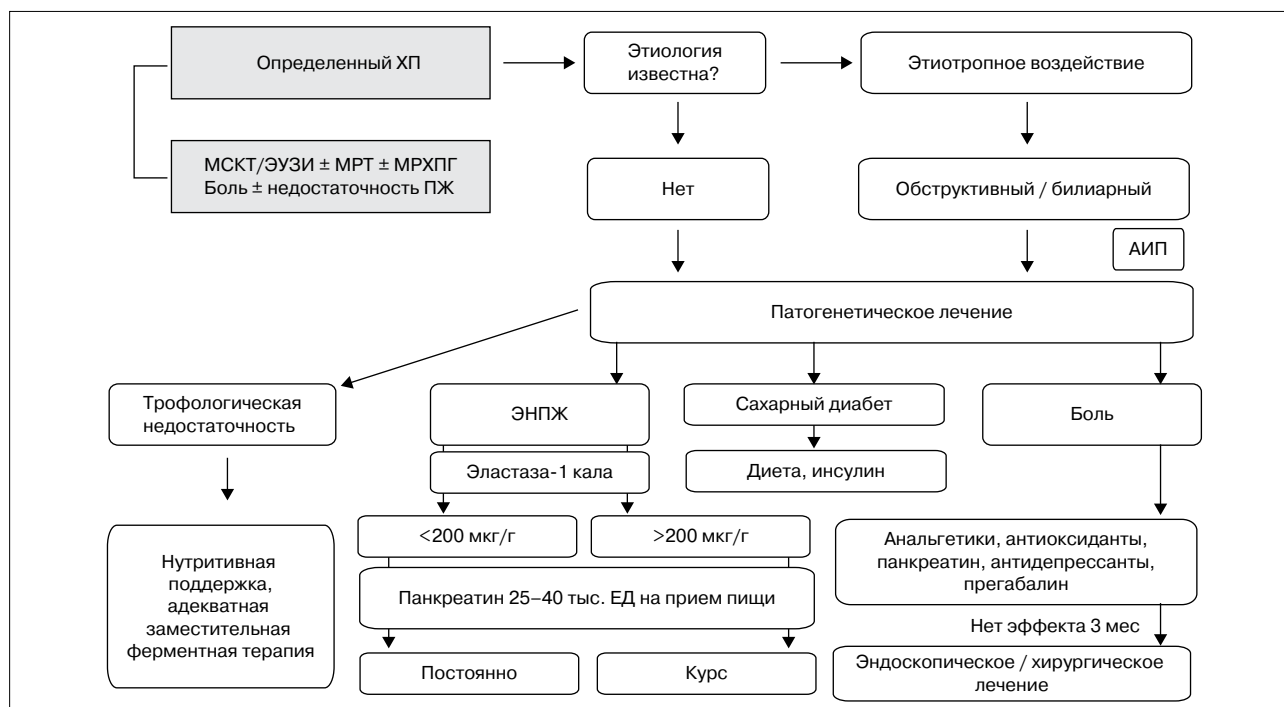 Определенный ХП
Этиология
известна?
Этиотропное воздействие
МСКТ/ЭУЗИ ± МРТ ± МРХПГ
Боль ± недостаточность ПЖ
Нет
Обструктивный / билиарный
АИП
Патогенетическое лечение
Трофологическая
недостаточность
ЭНПЖ
Сахарный диабет
Боль
Эластаза-1 кала
Диета, инсулин
<200 мкг/г
>200 мкг/г
Нутритивная
поддержка,
адекватная
заместительная
ферментная терапия
Анальгетики, антиоксиданты,
панкреатин, антидепрессанты,
прегабалин
Панкреатин 25–40 тыс. ЕД на прием пищи
Нет эффекта 3 мес
Постоянно
Курс
Эндоскопическое / хирургическое
лечение